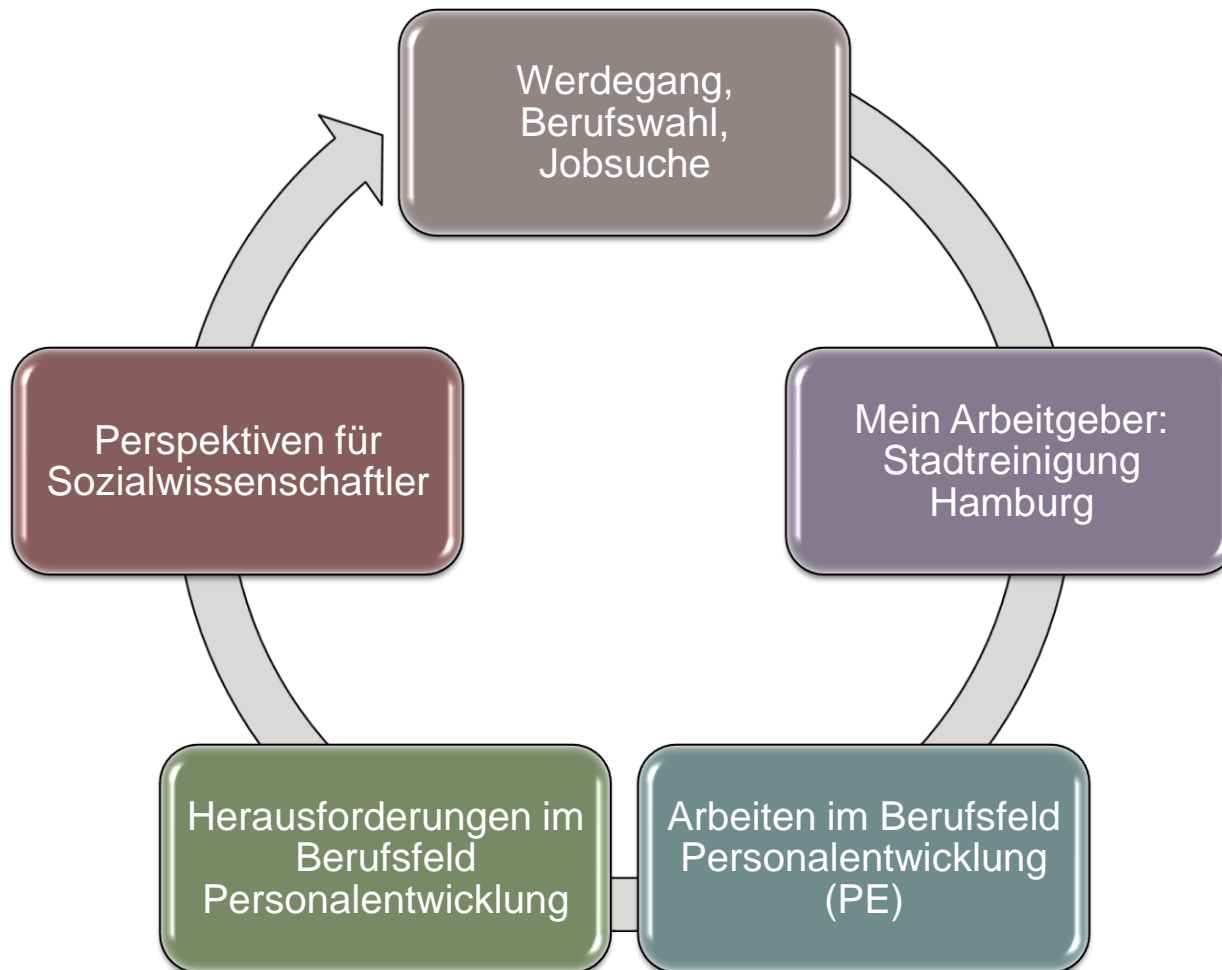 Werdegang,
Berufswahl,
Jobsuche
Mein Arbeitgeber:
Stadtreinigung
Hamburg
Arbeiten im Berufsfeld
Personalentwicklung
(PE)
Herausforderungen im
Berufsfeld
Personalentwicklung
Perspektiven für
Sozialwissenschaftler